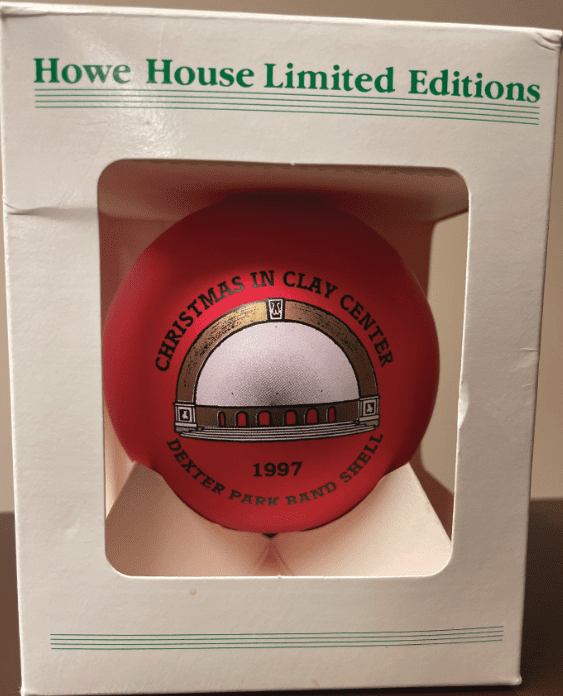 Howe House Limited Editions
CHRISTMAS IN CLAY CENTER
1997
DEXTER PARK BAND SHELL